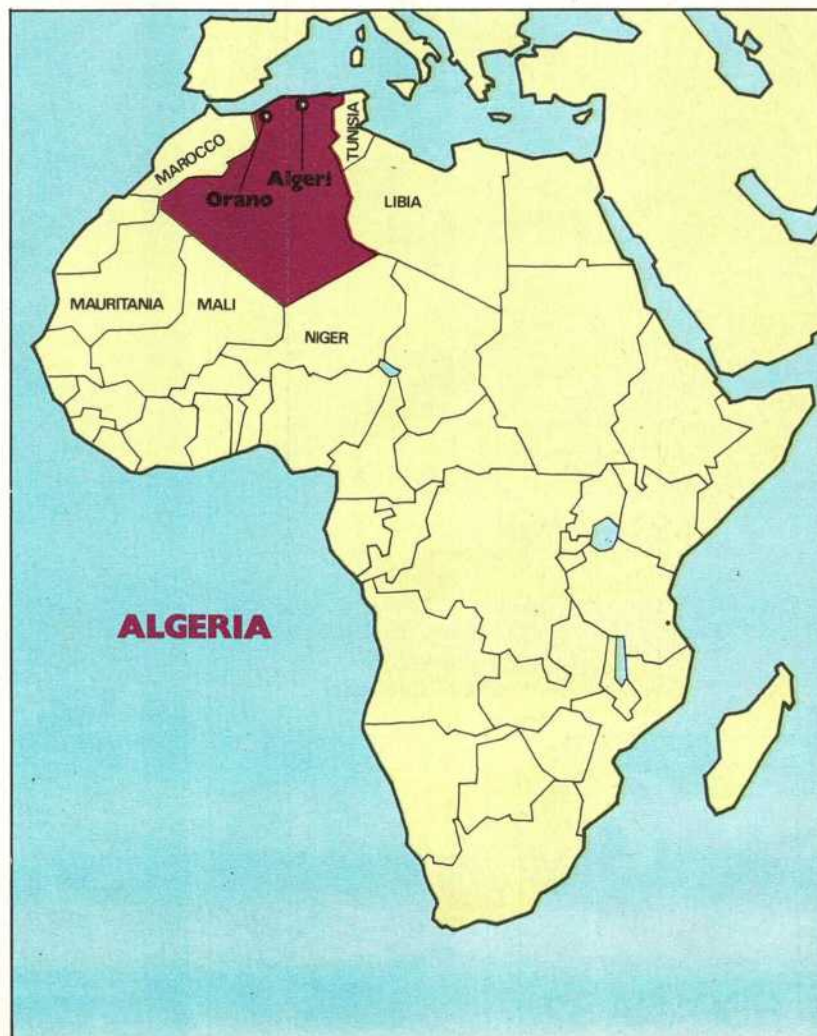 MAROCCO
TUNISIA
Algeri
Orano
LIBIA
MAURITANIA
MALI
NIGER
ALGERIA